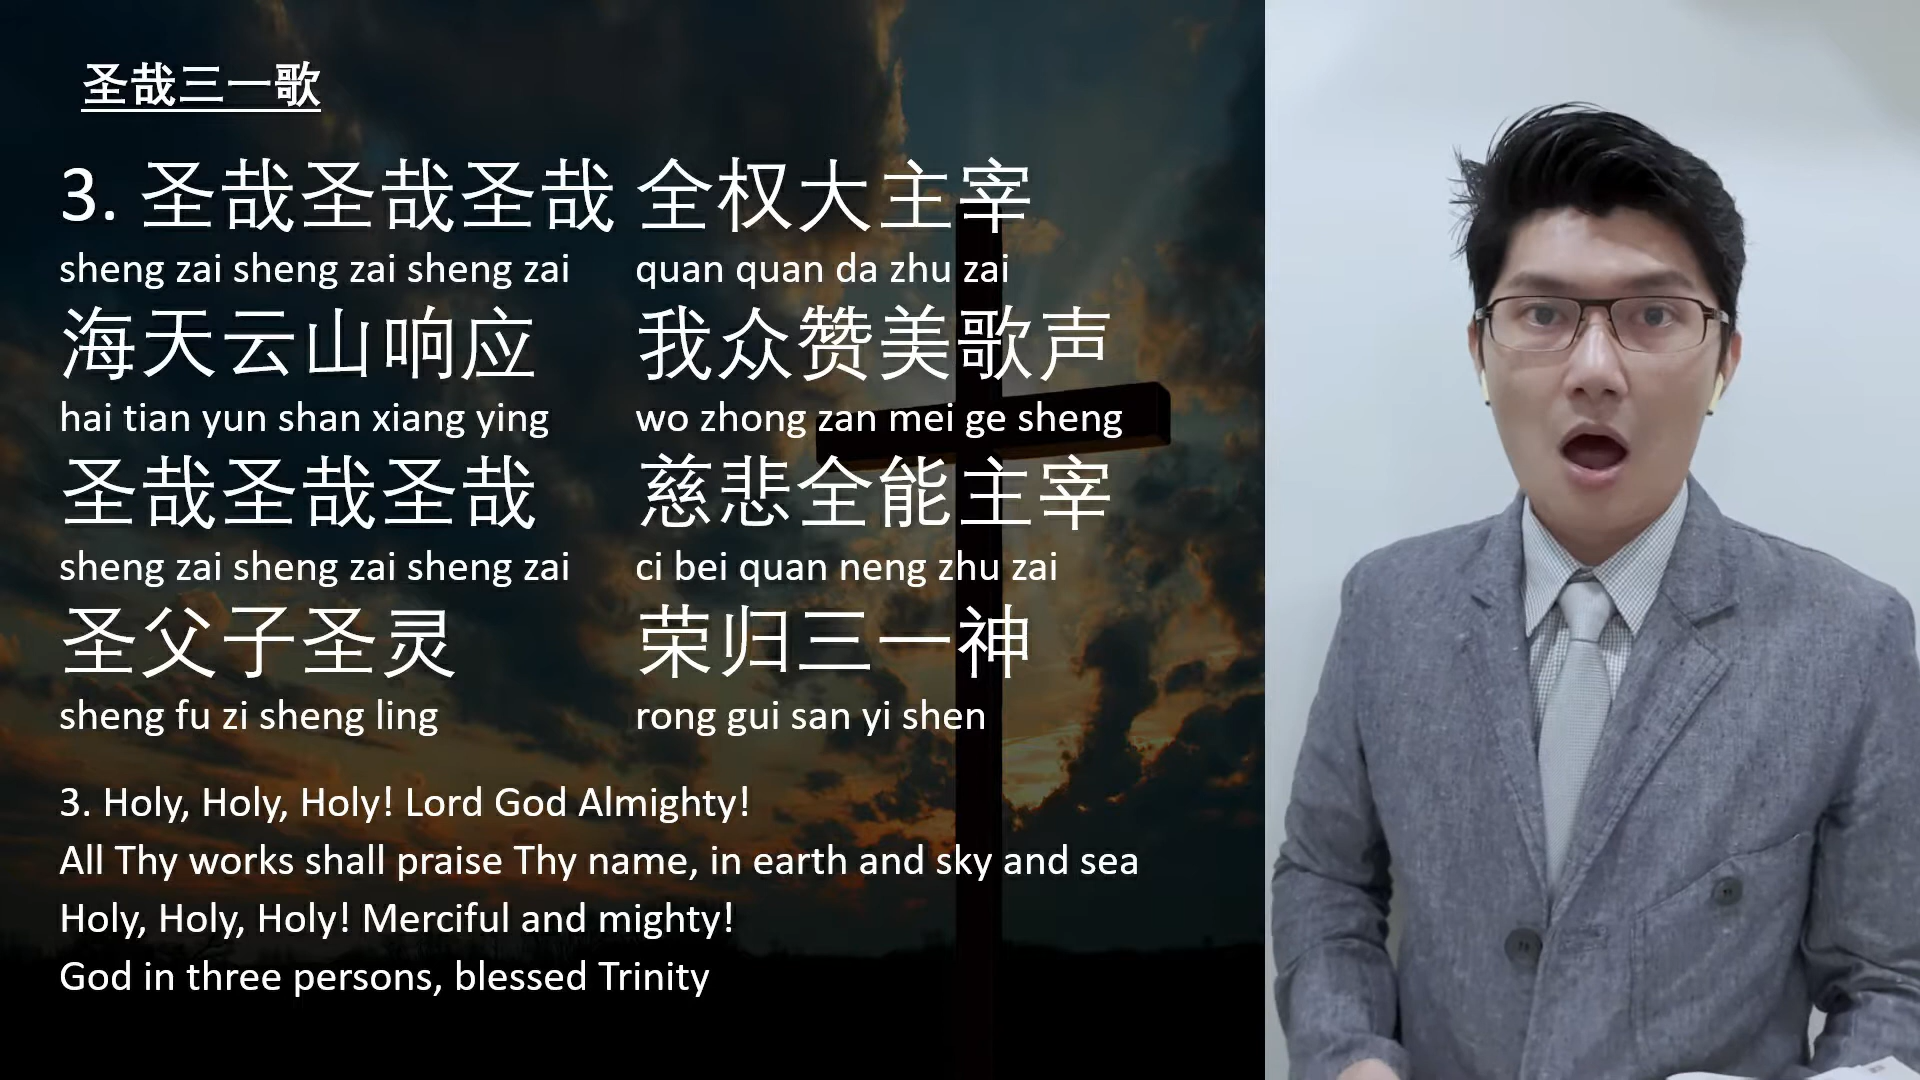 圣哉三一歌
3. 圣哉圣哉圣哉 全权大主宰
sheng zai sheng zai sheng zai quan quan da zhu zai
海天云山响应 我众赞美歌声
hai tian yun shan xiang ying wo zhong zan mei ge sheng
圣哉圣哉圣哉 慈悲全能主宰
sheng zai sheng zai sheng zai ci bei quan neng zhu zai
圣父子圣灵 荣归三一神
sheng fu zi sheng ling rong gui san yi shen
3. Holy, Holy, Holy! Lord God Almighty!
All Thy works shall praise Thy name, in earth and sky and sea
Holy, Holy, Holy! Merciful and mighty!
God in three persons, blessed Trinity